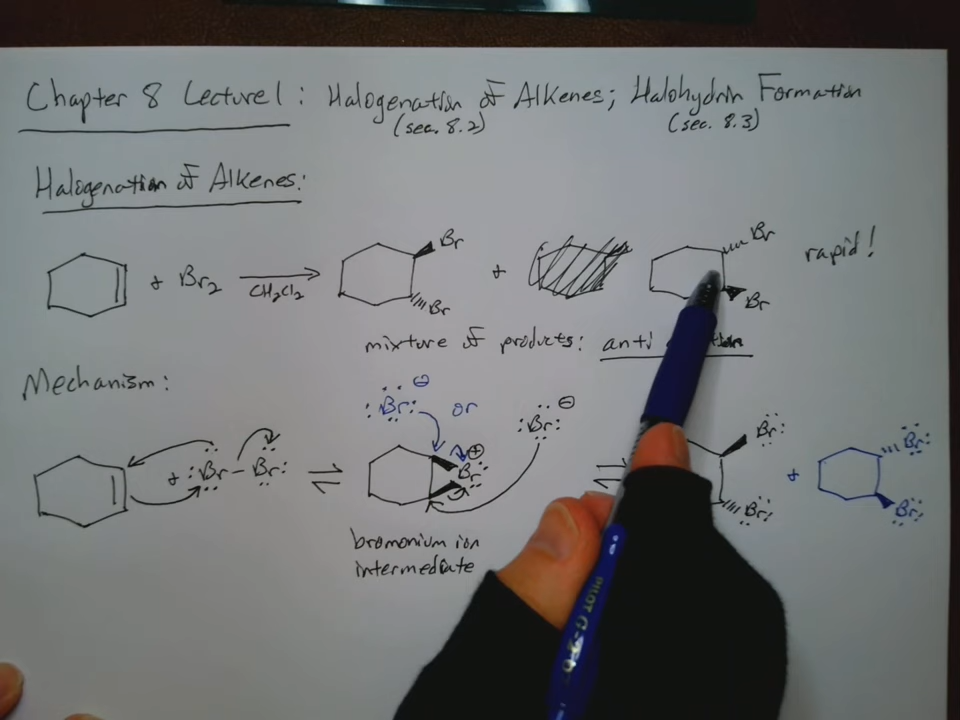 Chapter 8 Lecture 1: Halogenation of Alkenes; Halohydrin Formation
(sec. 8.2) (sec. 8.3)
Halogenation of Alkenes:
+ Br2 CH2Cl2 Br Br + Br Br rapid!
mixture of products: anti
Mechanism:
:Br:⊖ or :Br:⊖
+ :Br-Br: ⇌ Br⊕ ⇌ Br: Br: + Br: Br:
bromonium ion
intermediate
PILOT G-2